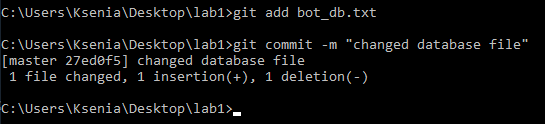 C:\Users\Ksenia\Desktop\lab1>git add bot_db.txt
C:\Users\Ksenia\Desktop\lab1>git commit -m "changed database file"
[master 27ed0f5] changed database file
 1 file changed, 1 insertion(+), 1 deletion(-)
C:\Users\Ksenia\Desktop\lab1>